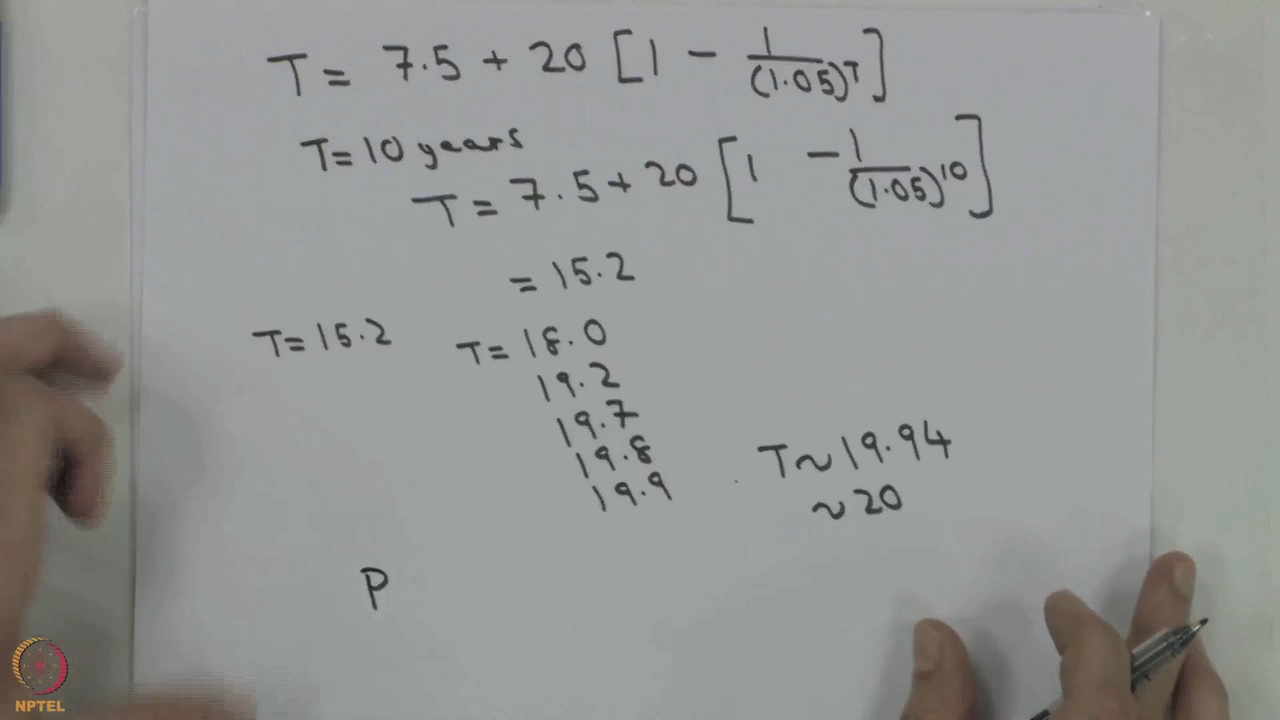 T = 7.5 + 20 [1 - 1/(1.05)^T]
T = 10 years
T = 7.5 + 20 [1 - 1/(1.05)^10]
= 15.2
T = 15.2 T = 18.0
19.2
19.7
19.8
19.9
T ~ 19.94
~ 20
P
NPTEL